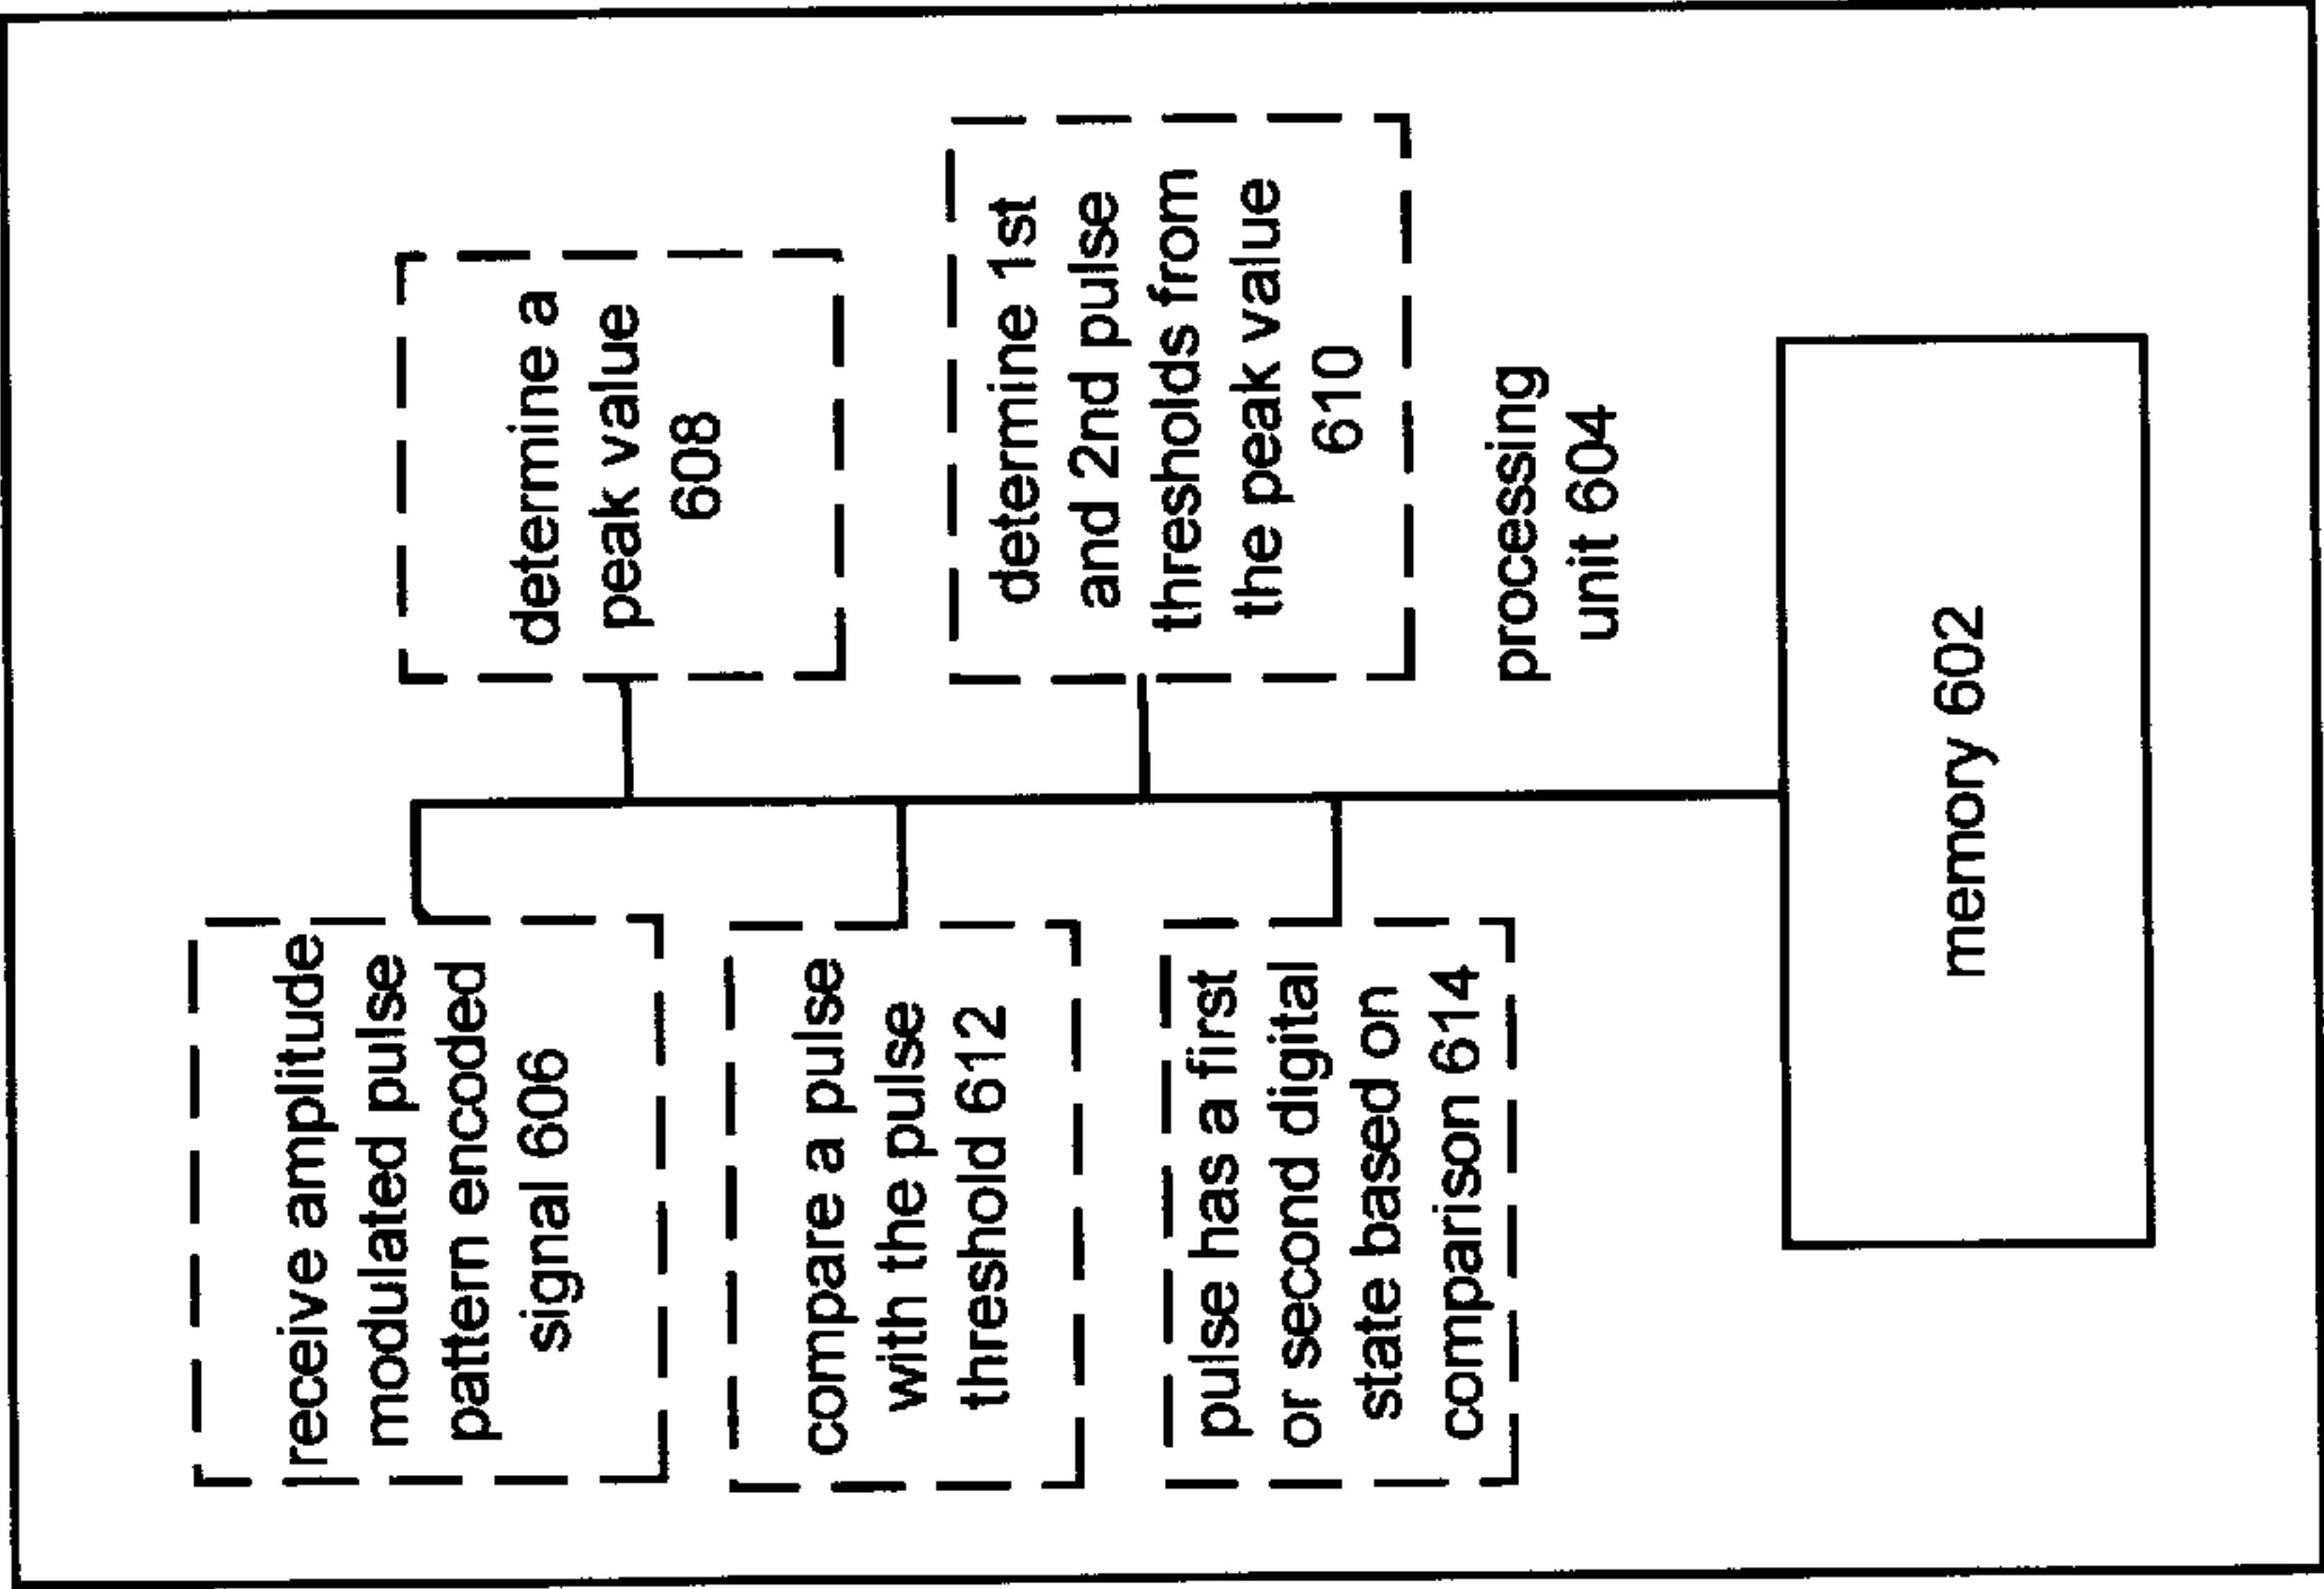 receive amplitude
modulated pulse
pattern encoded
signal 606
determine a
peak value
608
compare a pulse
with the pulse
threshold 612
determine 1st
and 2nd pulse
thresholds from
the peak value
610
pulse has a first
or second digital
state based on
comparison 614
processing
unit 604
memory 602